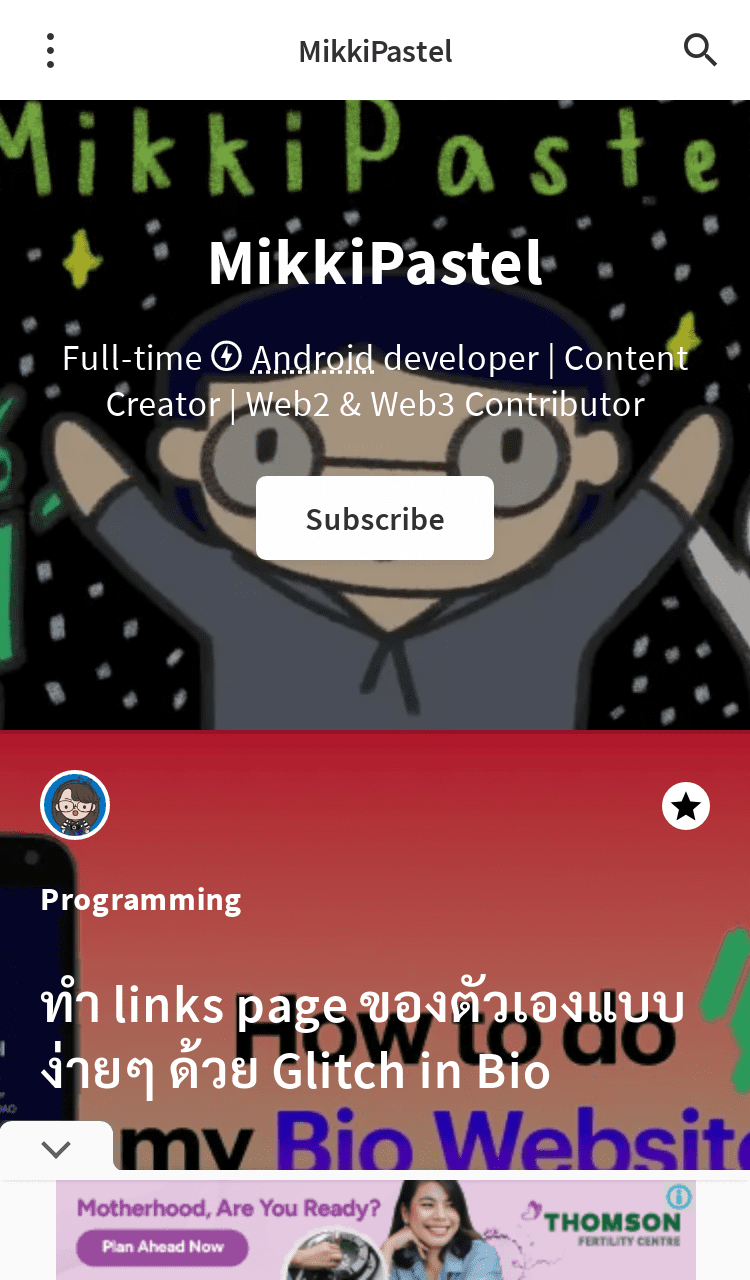 MikkiPastel
MikkiPaste
MikkiPastel
Full-time Android developer | Content
Creator | Web2 & Web3 Contributor
Subscribe
Programming
ทำ links page ของตัวเองแบบ
ง่ายๆ ด้วย Glitch in Bio
How to do
my Bio Website
Motherhood, Are You Ready?
Plan Ahead Now
THOMSON
FERTILITY CENTRE